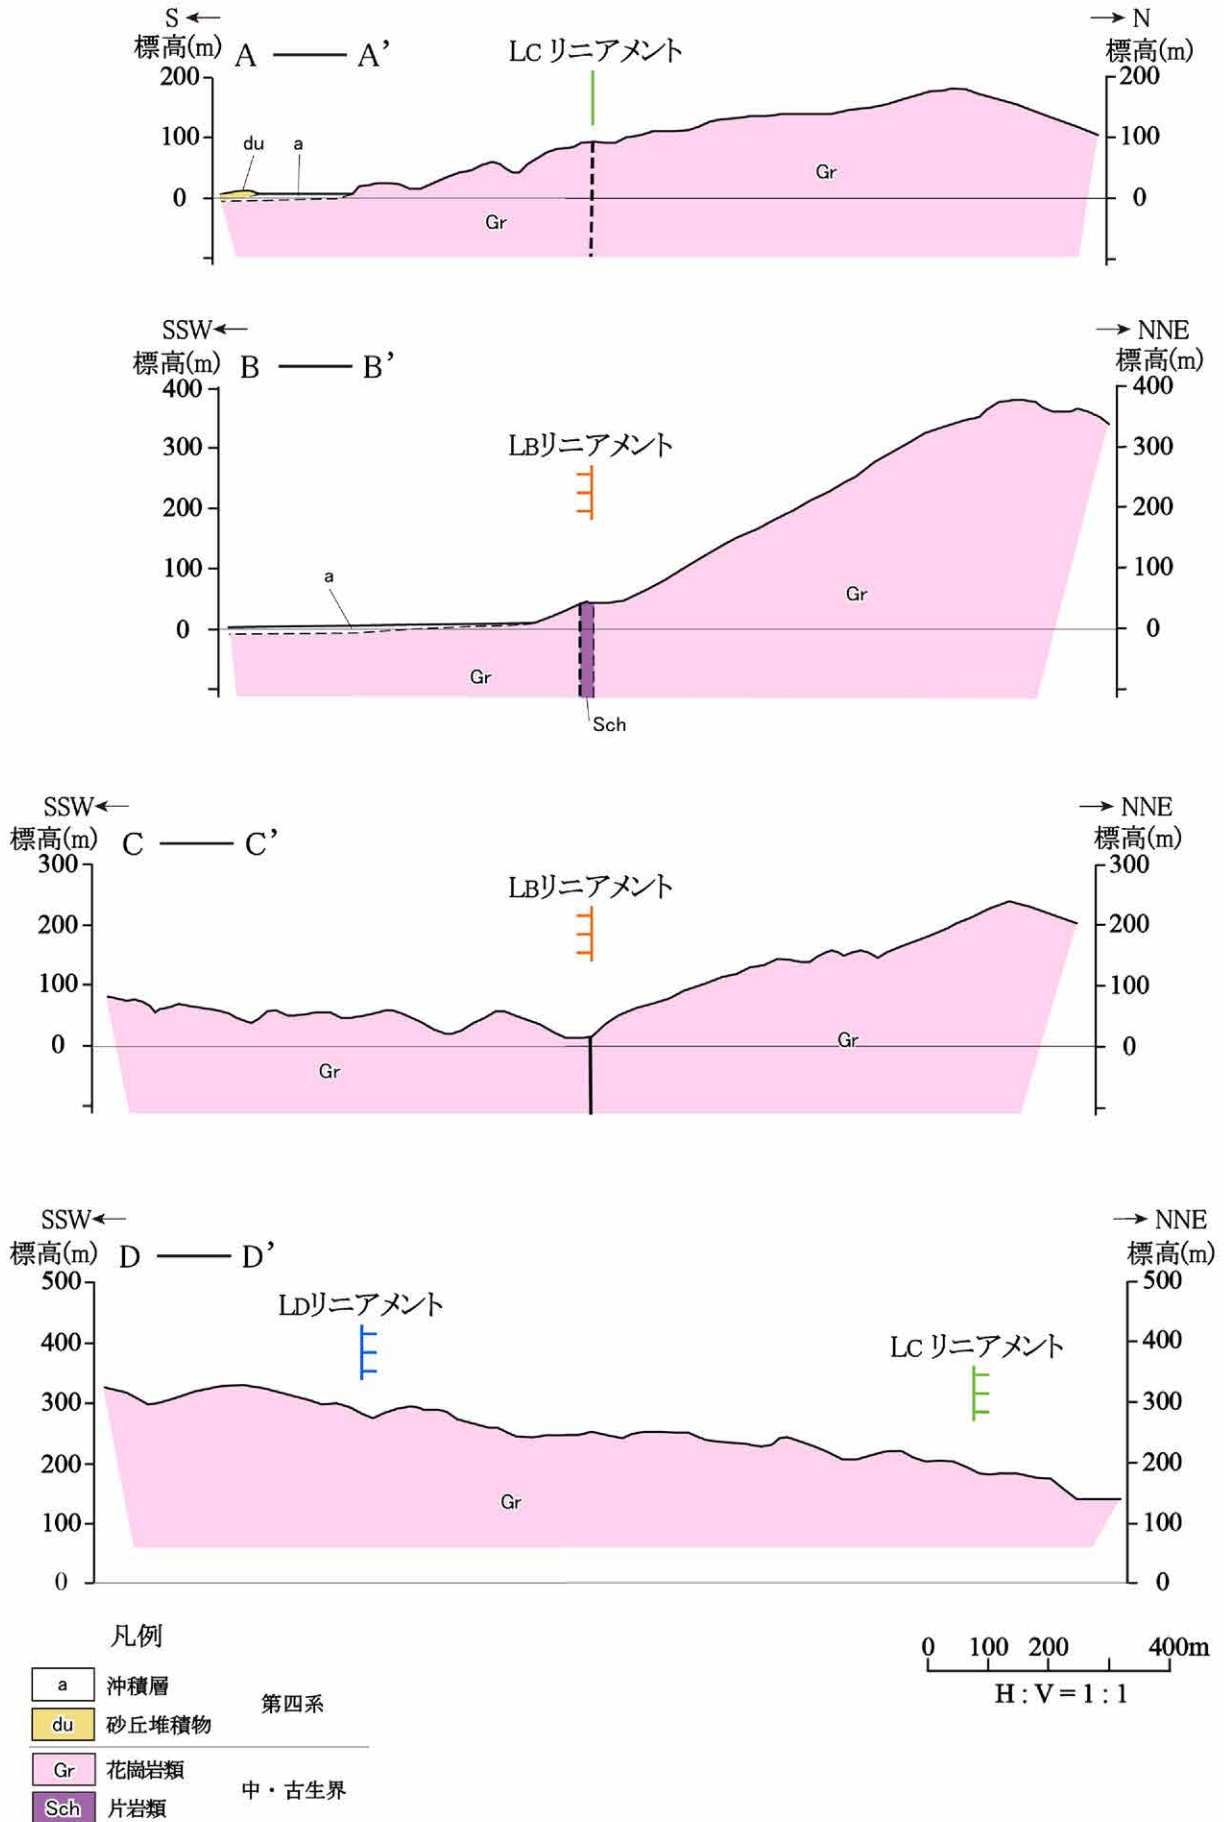 S ← → N
標高(m) A —— A’ LC リニアメント 標高(m)
200 200
du a
100 100
Gr
0 0
Gr
SSW← → NNE
標高(m) B —— B’ 標高(m)
400 400
LBリニアメント
300 300
200 200
100 100
a
Gr
0 0
Gr
Sch
SSW← → NNE
標高(m) C —— C’ 標高(m)
300 300
LBリニアメント
200 200
100 100
0 0
Gr
Gr
SSW← → NNE
標高(m) D —— D’ 標高(m)
500 500
LDリニアメント
400 400
LC リニアメント
300 300
200 200
Gr
100 100
0 0
凡例
0 100 200 400m
H : V = 1 : 1
a 沖積層
第四系
du 砂丘堆積物
Gr 花崗岩類
中・古生界
Sch 片岩類